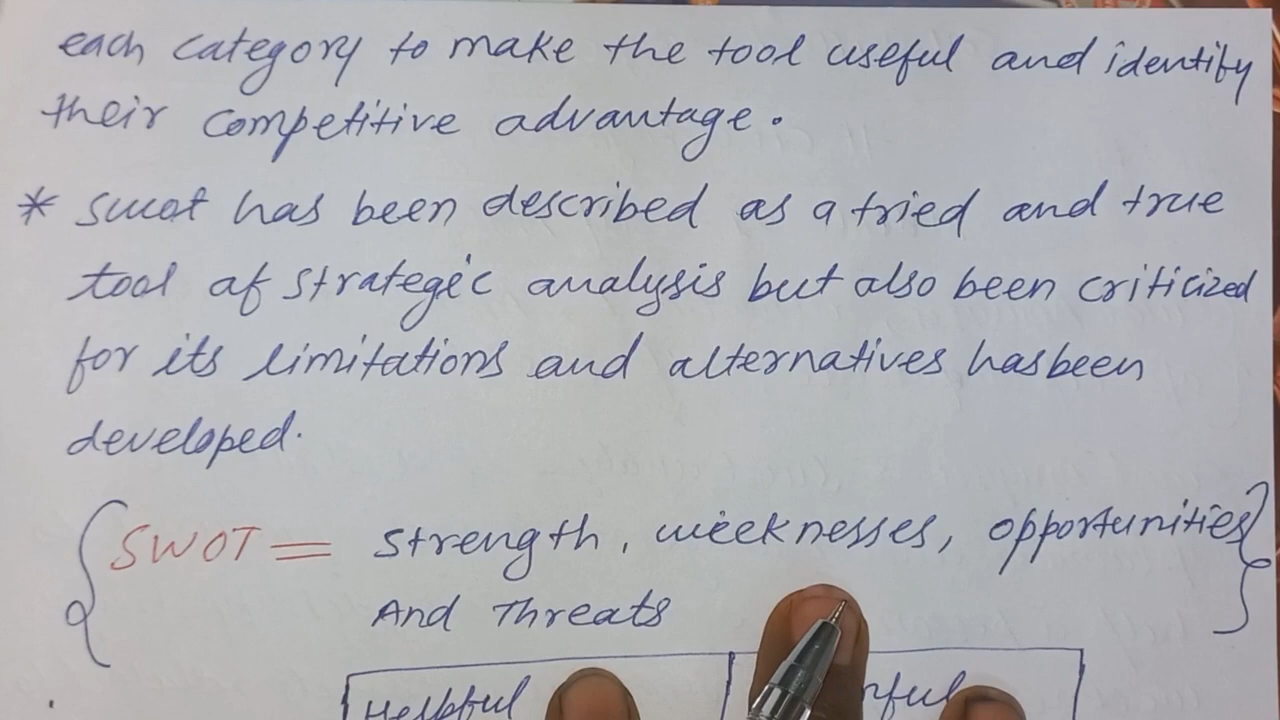 each category to make the tool useful and identify
their competitive advantage.
* swot has been described as a tried and true
tool of strategic analysis but also been criticized
for its limitations and alternatives hasbeen
developed.
SWOT = strength, weeknesses, opportunities
And Threats
Helpful